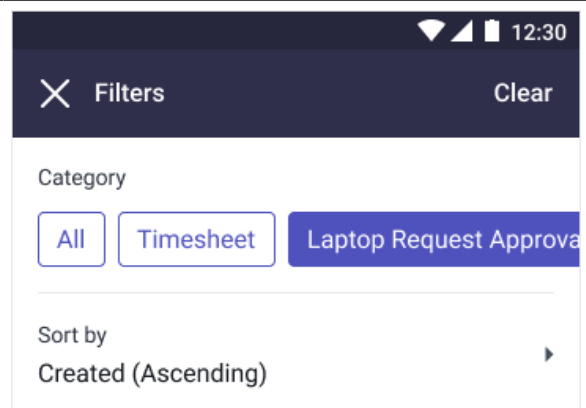 12:30
Filters Clear
Category
All Timesheet Laptop Request Approva
Sort by
Created (Ascending)